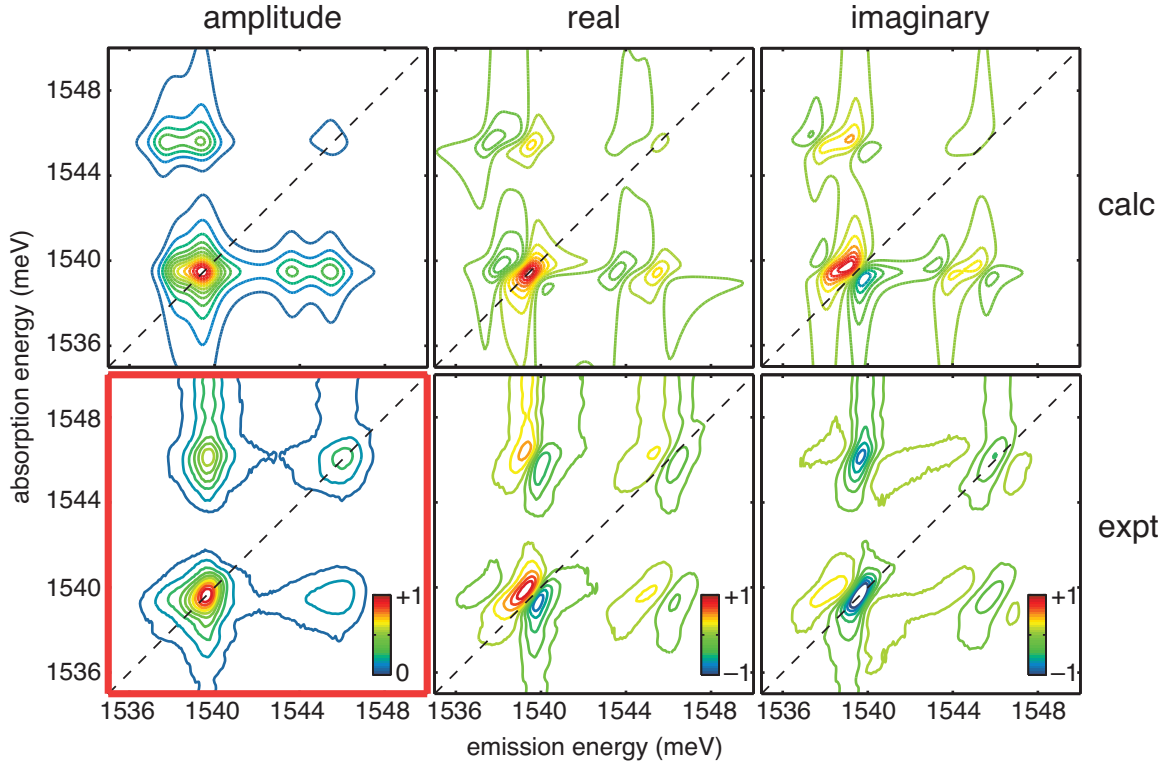 amplitude real imaginary
1548
1544
1540
1536
calc
absorption energy (meV)
1548
1544
1540
1536
expt
+1
0
+1
−1
+1
−1
1536 1540 1544 1548 1536 1540 1544 1548 1536 1540 1544 1548
emission energy (meV)